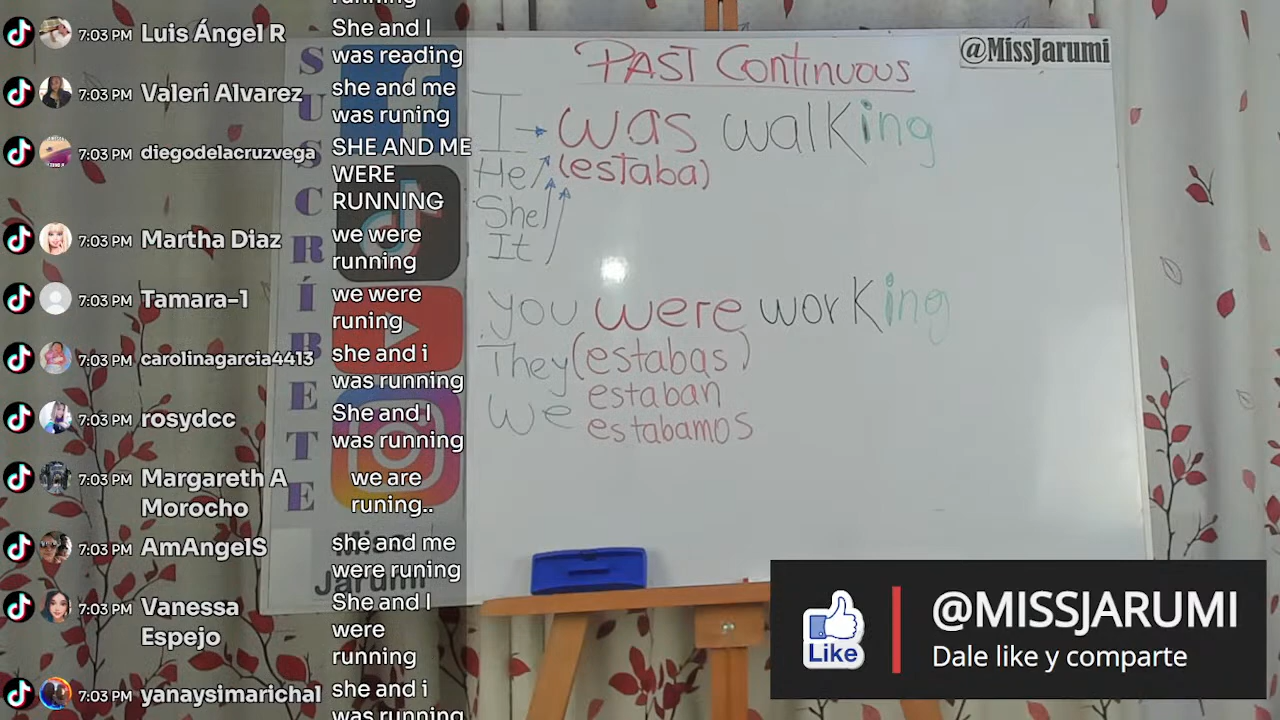 running
7:03 PM Luis Ángel R She and I
was reading
7:03 PM Valeri Alvarez she and me
was runing
7:03 PM diegodelacruzvega SHE AND ME
WERE
RUNNING
7:03 PM Martha Diaz we were
running
7:03 PM Tamara-1 we were
runing
7:03 PM carolinagarcia4413 she and i
was running
7:03 PM rosydcc She and I
was running
7:03 PM Margareth A
Morocho
we are
runing..
7:03 PM AmAngelS she and me
were runing
7:03 PM Vanessa
Espejo
She and I
were
running
7:03 PM yanaysimarichal she and i
was running
SUSCRÍBETE
Miss
Jarumi
@MissJarumi
PAST Continuous
I was walking
He (estaba)
She
It
you were working
They (estabas)
estaban
We
estabamos
Like
@MISSJARUMI
Dale like y comparte